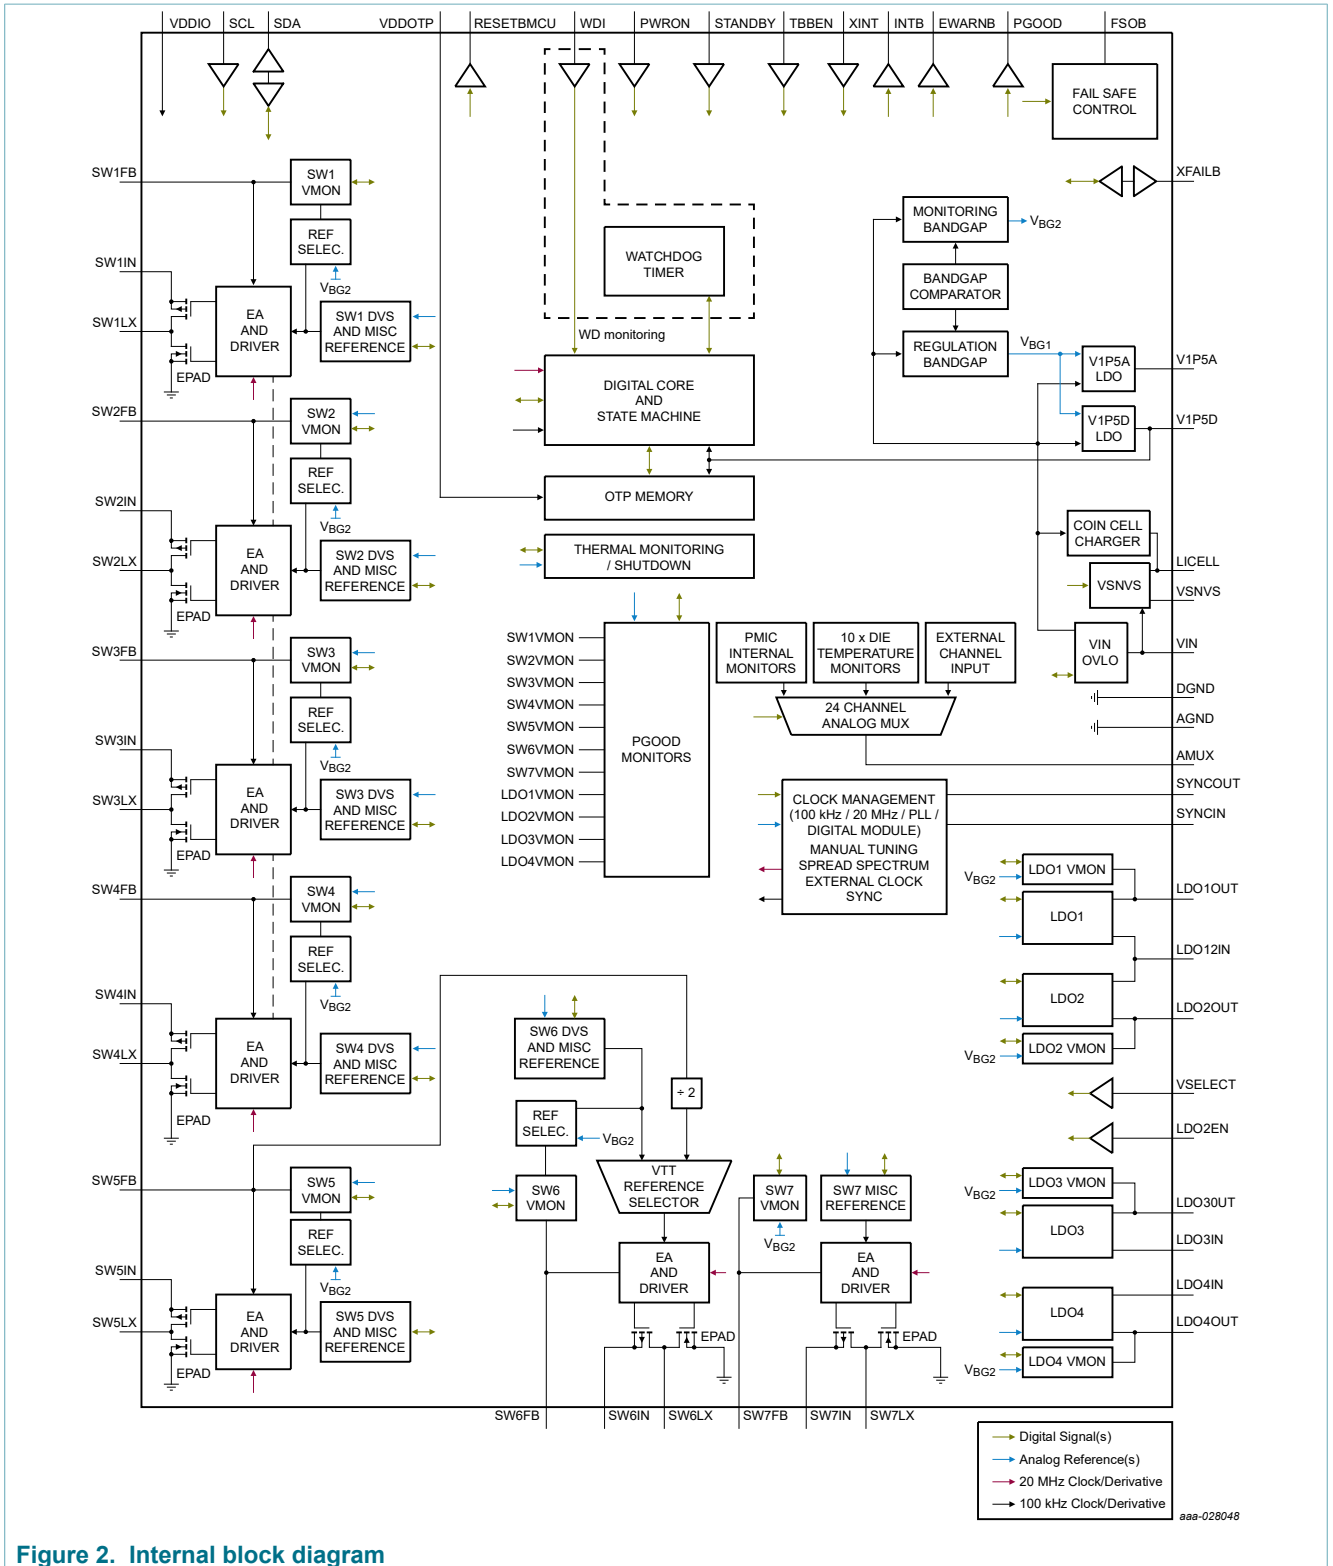 VDDIO SCL SDA VDDOTP RESETBMCU WDI PWRON STANDBY TBBEN XINT INTB EWARNB PGOOD FSOB
FAIL SAFE
CONTROL
XFAILB
SW1FB
SW1
VMON
REF
SELEC.
VBG2
SW1IN
SW1LX
EA
AND
DRIVER
EPAD
SW1 DVS
AND MISC
REFERENCE
WATCHDOG
TIMER
WD monitoring
MONITORING
BANDGAP
VBG2
BANDGAP
COMPARATOR
REGULATION
BANDGAP
VBG1
V1P5A
LDO
V1P5A
V1P5D
LDO
V1P5D
DIGITAL CORE
AND
STATE MACHINE
OTP MEMORY
THERMAL MONITORING
/ SHUTDOWN
SW2FB
SW2
VMON
REF
SELEC.
VBG2
SW2IN
SW2LX
EA
AND
DRIVER
EPAD
SW2 DVS
AND MISC
REFERENCE
COIN CELL
CHARGER
LICELL
VSNVS
VSNVS
VIN
OVLO
VIN
DGND
AGND
AMUX
SW3FB
SW3
VMON
REF
SELEC.
VBG2
SW3IN
SW3LX
EA
AND
DRIVER
EPAD
SW3 DVS
AND MISC
REFERENCE
SW1VMON
SW2VMON
SW3VMON
SW4VMON
SW5VMON
SW6VMON
SW7VMON
LDO1VMON
LDO2VMON
LDO3VMON
LDO4VMON
PGOOD
MONITORS
PMIC
INTERNAL
MONITORS
10 x DIE
TEMPERATURE
MONITORS
EXTERNAL
CHANNEL
INPUT
24 CHANNEL
ANALOG MUX
CLOCK MANAGEMENT
(100 kHz / 20 MHz / PLL /
DIGITAL MODULE)
MANUAL TUNING
SPREAD SPECTRUM
EXTERNAL CLOCK
SYNC
SYNCOUT
SYNCIN
SW4FB
SW4
VMON
REF
SELEC.
VBG2
SW4IN
SW4LX
EA
AND
DRIVER
EPAD
SW4 DVS
AND MISC
REFERENCE
LDO1 VMON
VBG2
LDO1OUT
LDO1
LDO12IN
LDO2
LDO2OUT
LDO2 VMON
VBG2
VSELECT
LDO2EN
SW6 DVS
AND MISC
REFERENCE
÷ 2
REF
SELEC.
VBG2
SW6
VMON
VTT
REFERENCE
SELECTOR
EA
AND
DRIVER
EPAD
SW7
VMON
VBG2
SW7 MISC
REFERENCE
EA
AND
DRIVER
EPAD
SW5FB
SW5
VMON
REF
SELEC.
VBG2
SW5IN
SW5LX
EA
AND
DRIVER
EPAD
SW5 DVS
AND MISC
REFERENCE
LDO3 VMON
VBG2
LDO30UT
LDO3
LDO3IN
LDO4IN
LDO4
LDO4OUT
LDO4 VMON
VBG2
SW6FB SW6IN SW6LX SW7FB SW7IN SW7LX
Digital Signal(s)
Analog Reference(s)
20 MHz Clock/Derivative
100 kHz Clock/Derivative
aaa-028048
Figure 2. Internal block diagram